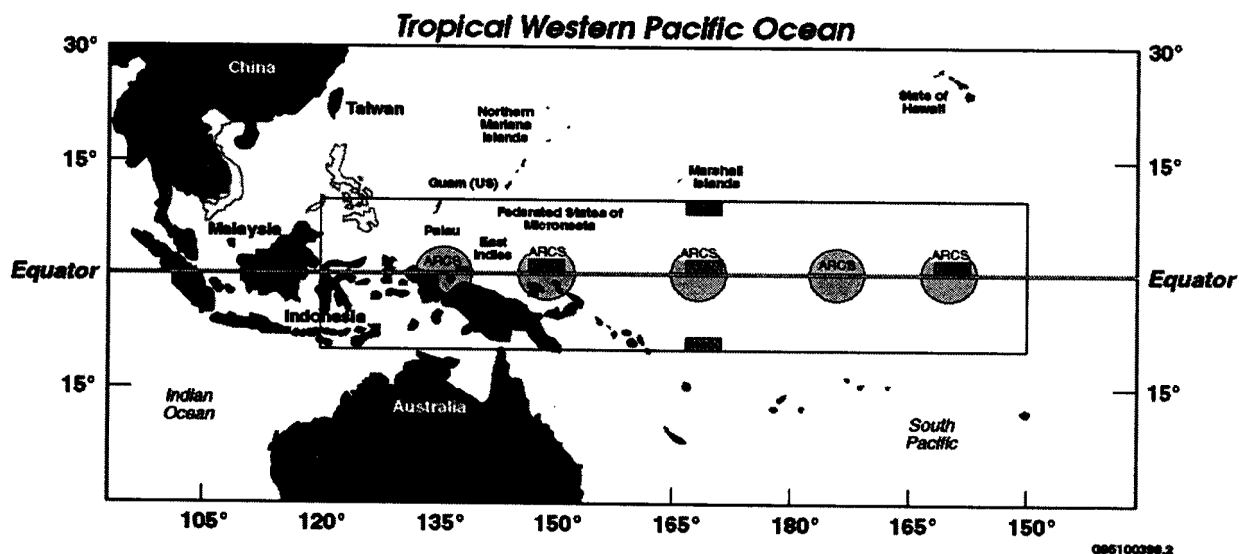 Tropical Western Pacific Ocean
30°
30°
China
Taiwan
State of
Hawaii
Northern
Mariana
Islands
15°
15°
Marshall
Islands
Guam (US)
Federated States of
Micronesia
Malaysia
Palau
East
Indies
ARCS
ARCS
ARCS
ARCS
ARCS
Equator
Equator
Indonesia
15°
15°
Indian
Ocean
Australia
South
Pacific
105°
120°
135°
150°
165°
180°
165°
150°
095100398.2